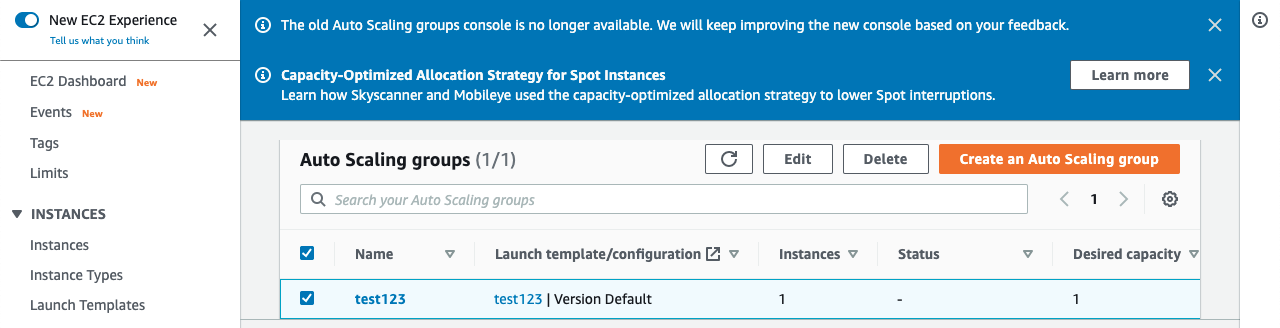 New EC2 Experience
Tell us what you think
EC2 Dashboard New
Events New
Tags
Limits
INSTANCES
Instances
Instance Types
Launch Templates
The old Auto Scaling groups console is no longer available. We will keep improving the new console based on your feedback.
Capacity-Optimized Allocation Strategy for Spot Instances
Learn how Skyscanner and Mobileye used the capacity-optimized allocation strategy to lower Spot interruptions.
Learn more
Auto Scaling groups (1/1)
Edit
Delete
Create an Auto Scaling group
Search your Auto Scaling groups
1
Name Launch template/configuration Instances Status Desired capacity
test123 test123 | Version Default 1 - 1